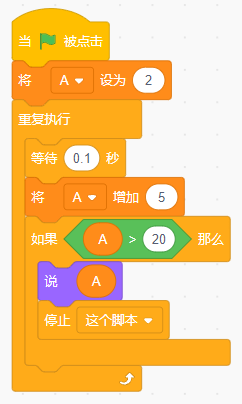 当 被点击
将 A 设为 2
重复执行
等待 0.1 秒
将 A 增加 5
如果 A > 20 那么
说 A
停止 这个脚本